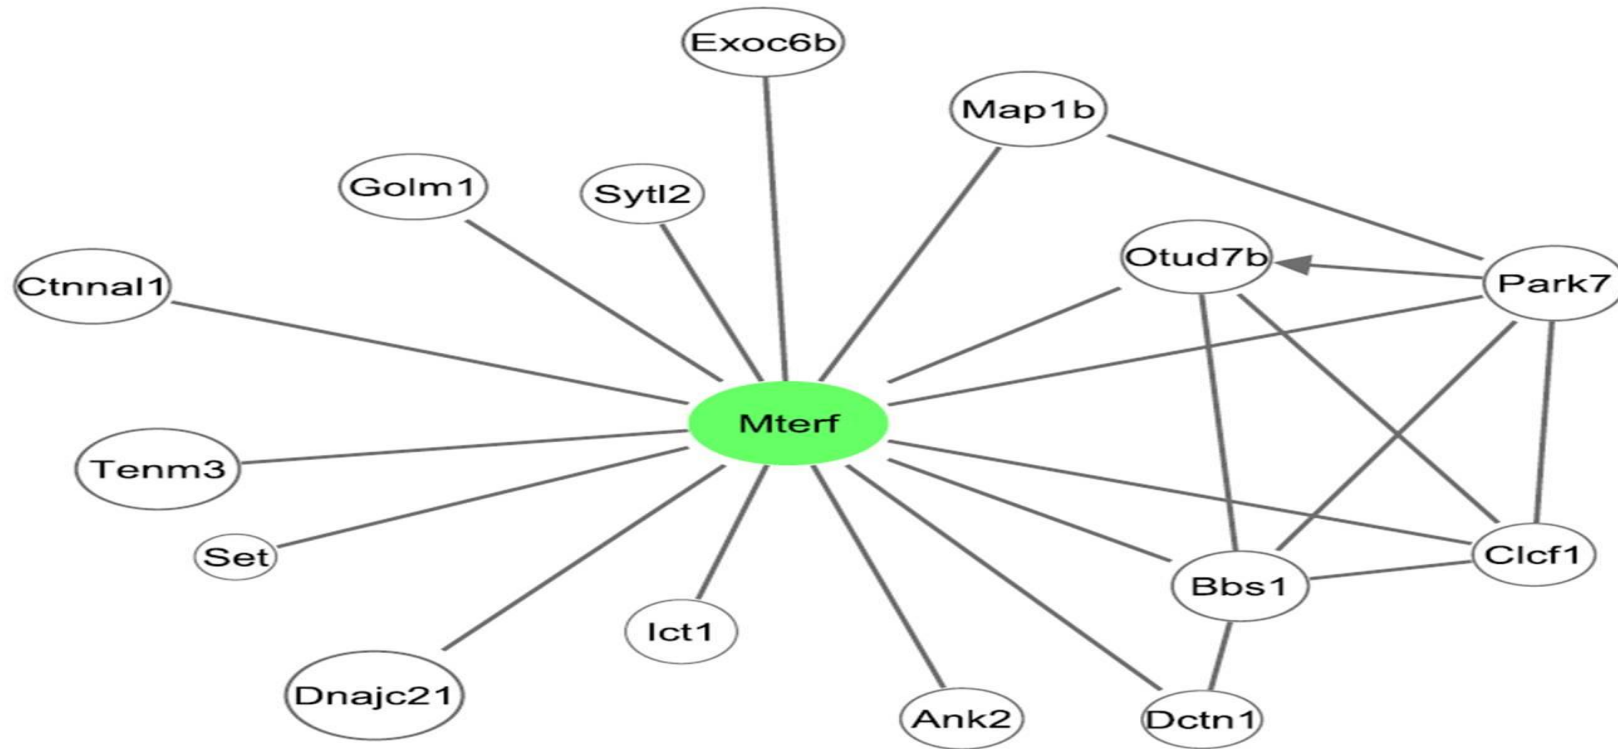 Exoc6b
Map1b
Golm1
Sytl2
Otud7b
Park7
Ctnnal1
Mterf
Tenm3
Set
Clcf1
Bbs1
Ict1
Dnajc21
Ank2
Dctn1